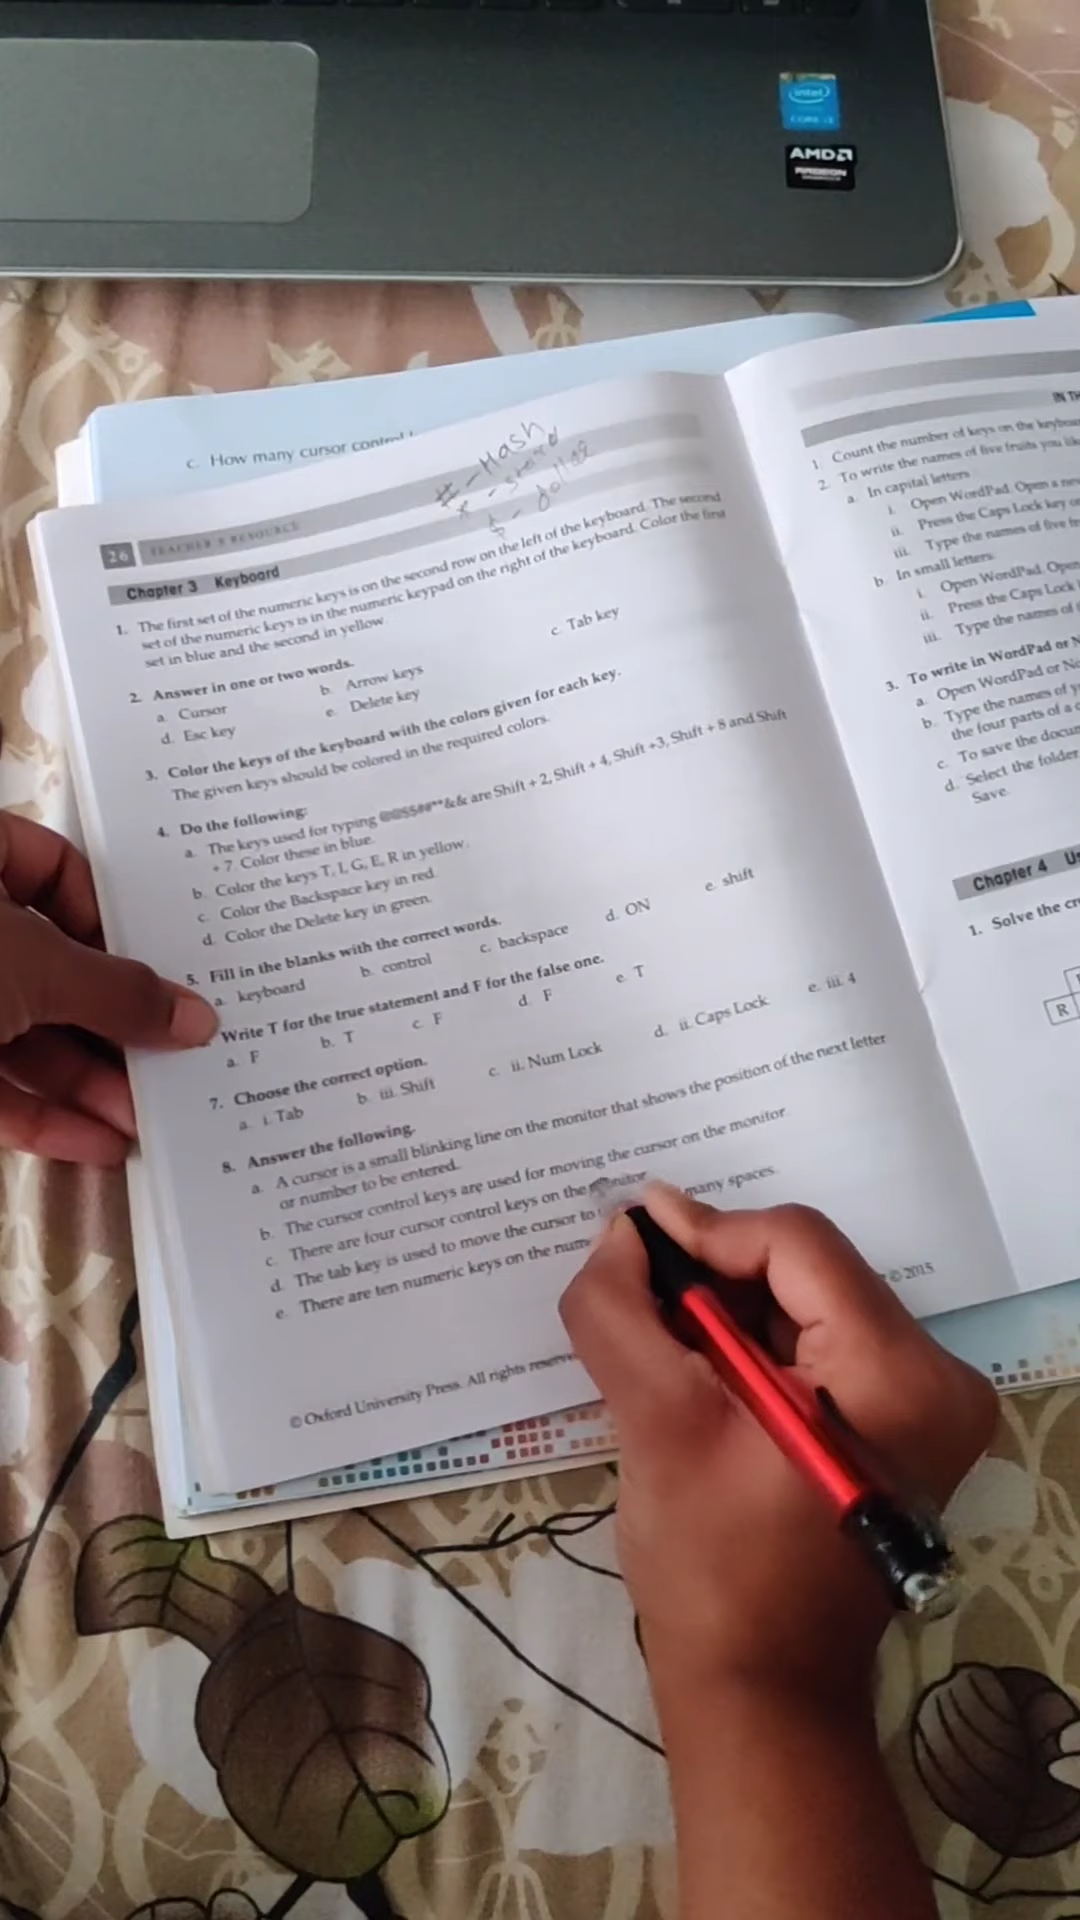 intel
CORE i3
AMD
RADEON
c. How many cursor control
# - Hash
$ - dollar
26 TEACHER'S RESOURCE
Chapter 3 Keyboard
1. The first set of the numeric keys is on the second row on the left of the keyboard. The second
set of the numeric keys is in the numeric keypad on the right of the keyboard. Color the first
set in blue and the second in yellow.
2. Answer in one or two words.
a. Cursor b. Arrow keys c. Tab key
d. Esc key e. Delete key
3. Color the keys of the keyboard with the colors given for each key.
The given keys should be colored in the required colors.
4. Do the following:
a. The keys used for typing @@$$##**&& are Shift + 2, Shift + 4, Shift +3, Shift + 8 and Shift
+ 7. Color these in blue.
b. Color the keys T, I, G, E, R in yellow.
c. Color the Backspace key in red.
d. Color the Delete key in green.
5. Fill in the blanks with the correct words.
a. keyboard b. control c. backspace d. ON e. shift
Write T for the true statement and F for the false one.
a. F b. T c. F d. F e. T
7. Choose the correct option.
a. i. Tab b. iii. Shift c. ii. Num Lock d. ii. Caps Lock e. iii. 4
8. Answer the following.
a. A cursor is a small blinking line on the monitor that shows the position of the next letter
or number to be entered.
b. The cursor control keys are used for moving the cursor on the monitor.
c. There are four cursor control keys on the monitor
d. The tab key is used to move the cursor to many spaces.
e. There are ten numeric keys on the num
© Oxford University Press. All rights reserve © 2015
IN TH
1. Count the number of keys on the keyboa
2. To write the names of five fruits you lik
a. In capital letters
i. Open WordPad. Open a ne
ii. Press the Caps Lock key o
iii. Type the names of five fr
b. In small letters.
i. Open WordPad. Open
ii. Press the Caps Lock
iii. Type the names of
3. To write in WordPad or N
a. Open WordPad or No
b. Type the names of y
the four parts of a c
c. To save the docum
d. Select the folder
Save.
Chapter 4 Us
1. Solve the cr
R